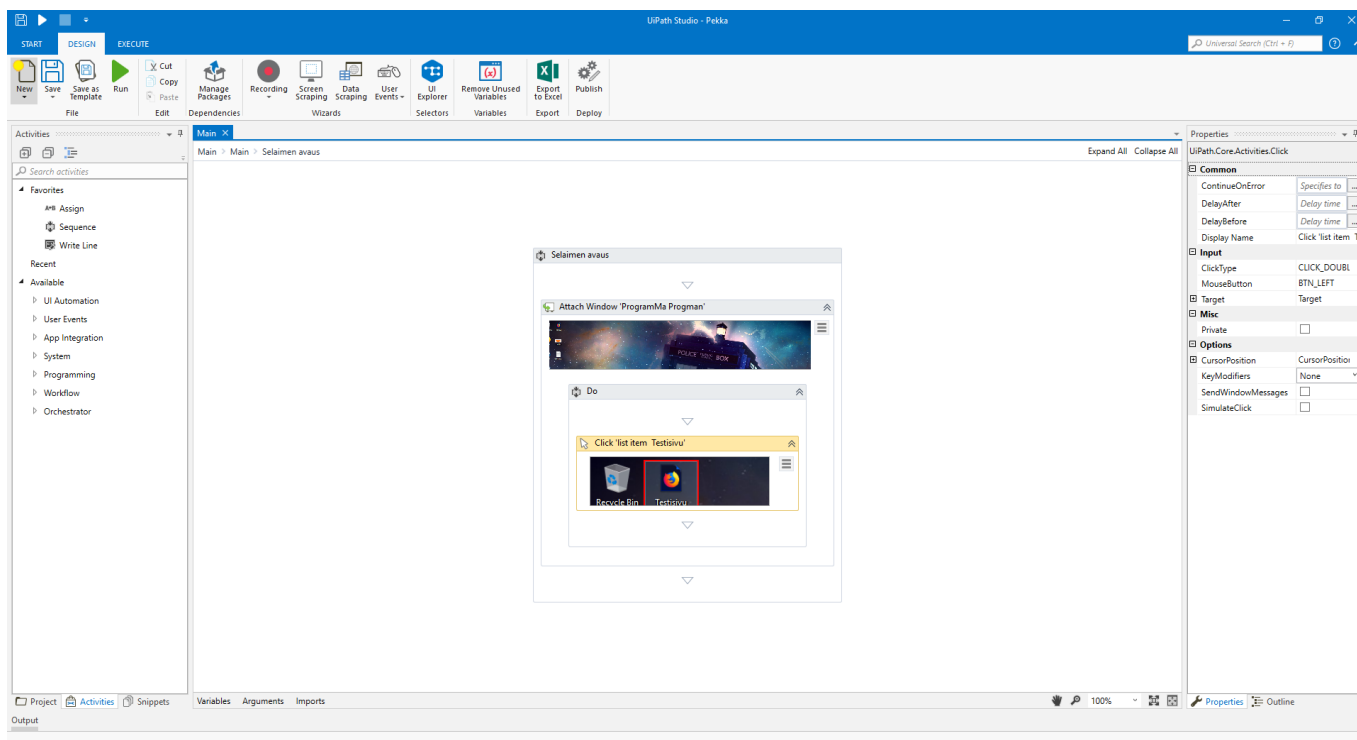 UiPath Studio - Pekka
START DESIGN EXECUTE
Universal Search (Ctrl + F)
New Save Save as Template Run
Cut
Copy
Paste
Manage Packages
Recording Screen Scraping Data Scraping User Events
UI Explorer
Remove Unused Variables
Export to Excel
Publish
File Edit Dependencies Wizards Selectors Variables Export Deploy
Activities
Search activities
Favorites
A+B Assign
Sequence
Write Line
Recent
Available
UI Automation
User Events
App Integration
System
Programming
Workflow
Orchestrator
Project Activities Snippets
Output
Main
Main > Main > Selaimen avaus
Expand All Collapse All
Selaimen avaus
Attach Window 'ProgramMa Progman'
POLICE BOX
Do
Click 'list item Testisivu'
Recycle Bin Testisivu
Variables Arguments Imports
100%
Properties
UiPath.Core.Activities.Click
Common
ContinueOnError Specifies to ...
DelayAfter Delay time ...
DelayBefore Delay time ...
Display Name Click 'list item T
Input
ClickType CLICK_DOUBL
MouseButton BTN_LEFT
Target Target
Misc
Private
Options
CursorPosition CursorPosition
KeyModifiers None
SendWindowMessages
SimulateClick
Properties Outline